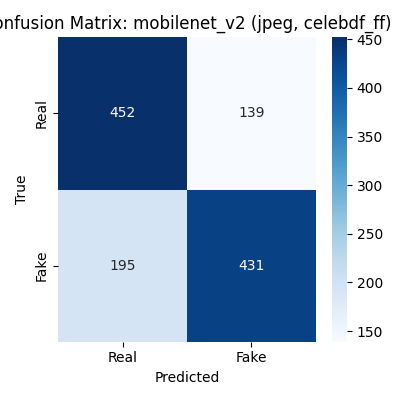 onfusion Matrix: mobilenet_v2 (jpeg, celebdf_ff)
Real
452
139
Fake
195
431
True
Real
Fake
Predicted
450
400
350
300
250
200
150